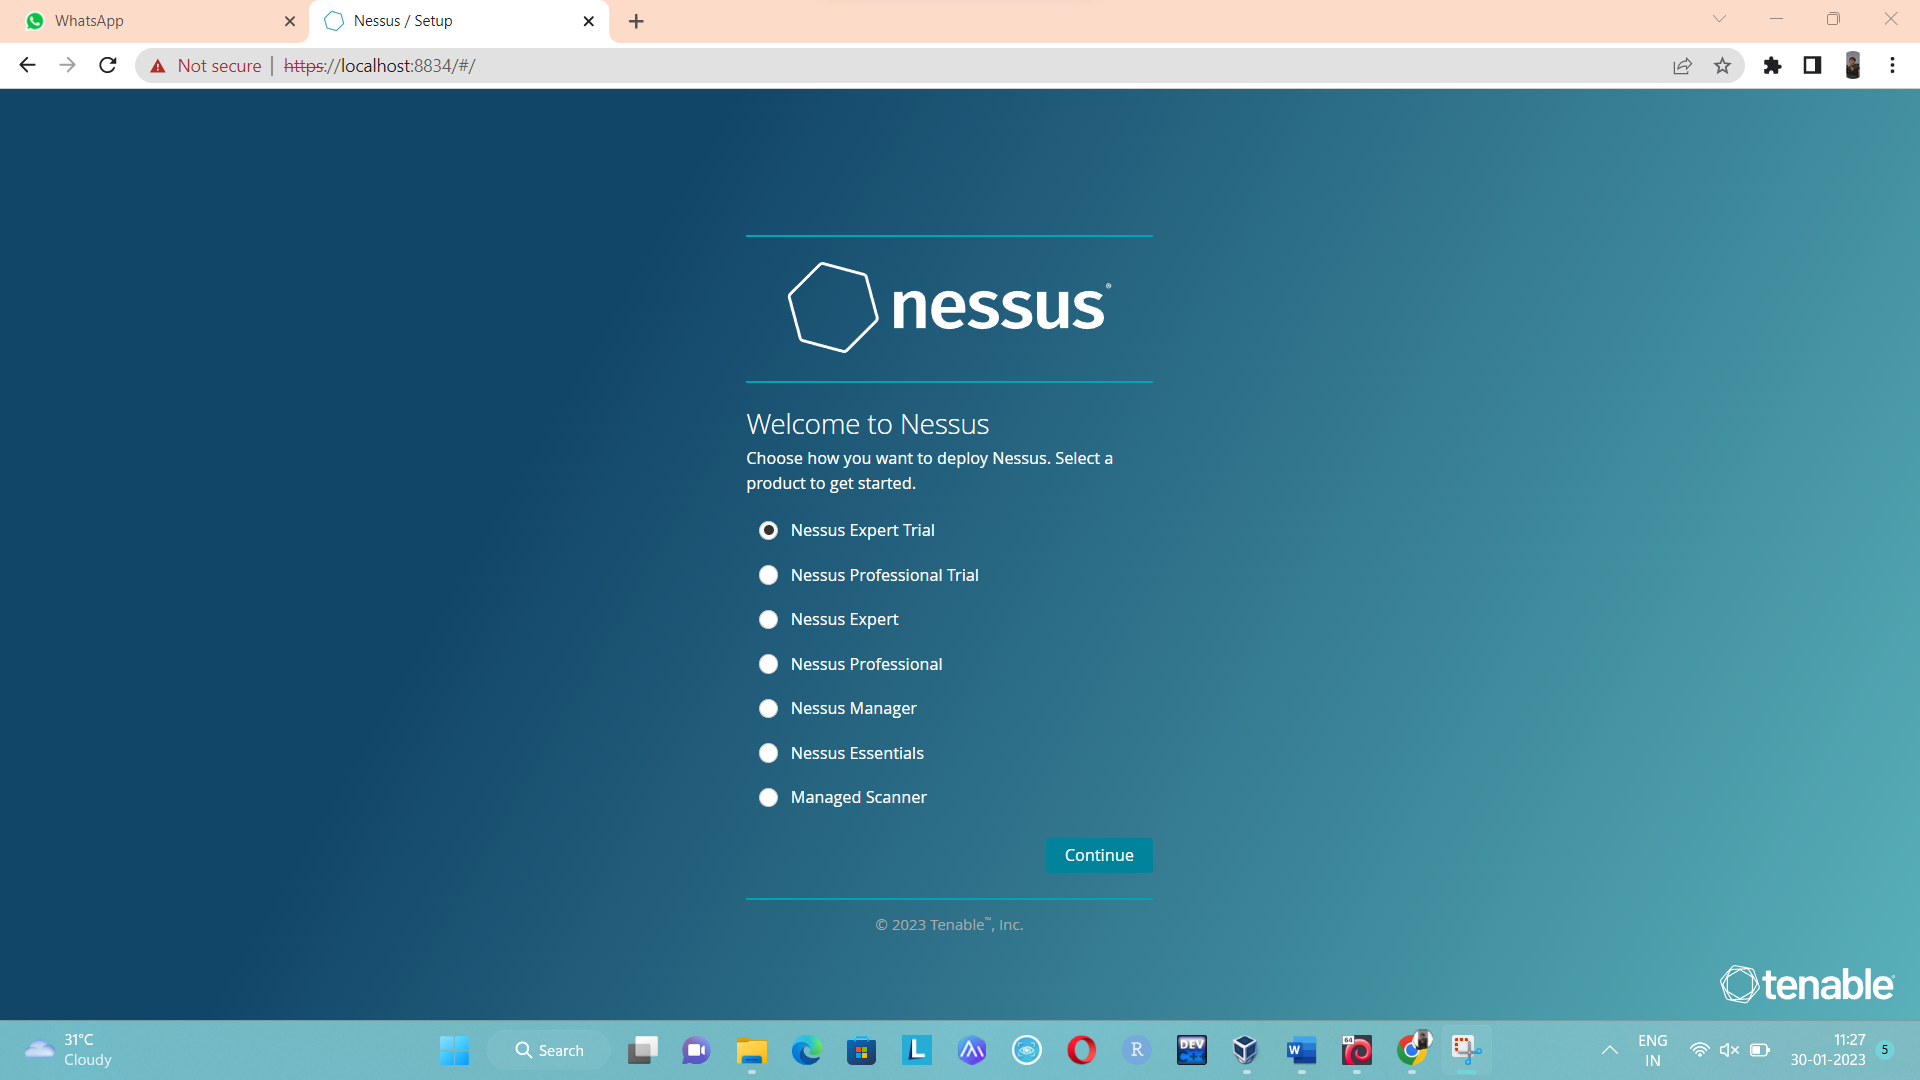 WhatsApp
Nessus / Setup
Not secure | https://localhost:8834/#/
nessus®
Welcome to Nessus
Choose how you want to deploy Nessus. Select a
product to get started.
Nessus Expert Trial
Nessus Professional Trial
Nessus Expert
Nessus Professional
Nessus Manager
Nessus Essentials
Managed Scanner
Continue
© 2023 Tenable™, Inc.
tenable
31°C
Cloudy
Search
L
R
DEV
C++
W
64
ENG
IN
11:27
30-01-2023
5